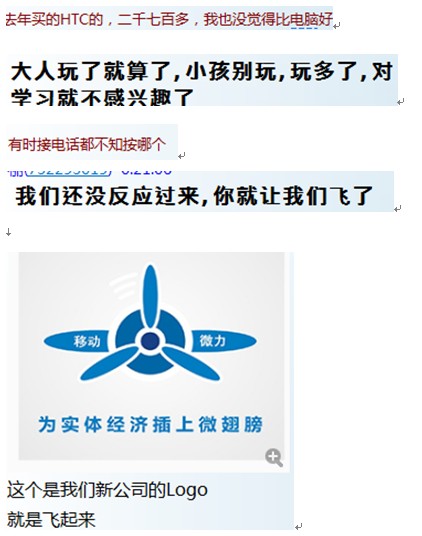 去年买的HTC的，二千七百多，我也没觉得比电脑好
大人玩了就算了，小孩别玩，玩多了，对
学习就不感兴趣了
有时接电话都不知按哪个
我们还没反应过来，你就让我们飞了
移动 微力
为实体经济插上微翅膀
这个是我们新公司的Logo
就是飞起来